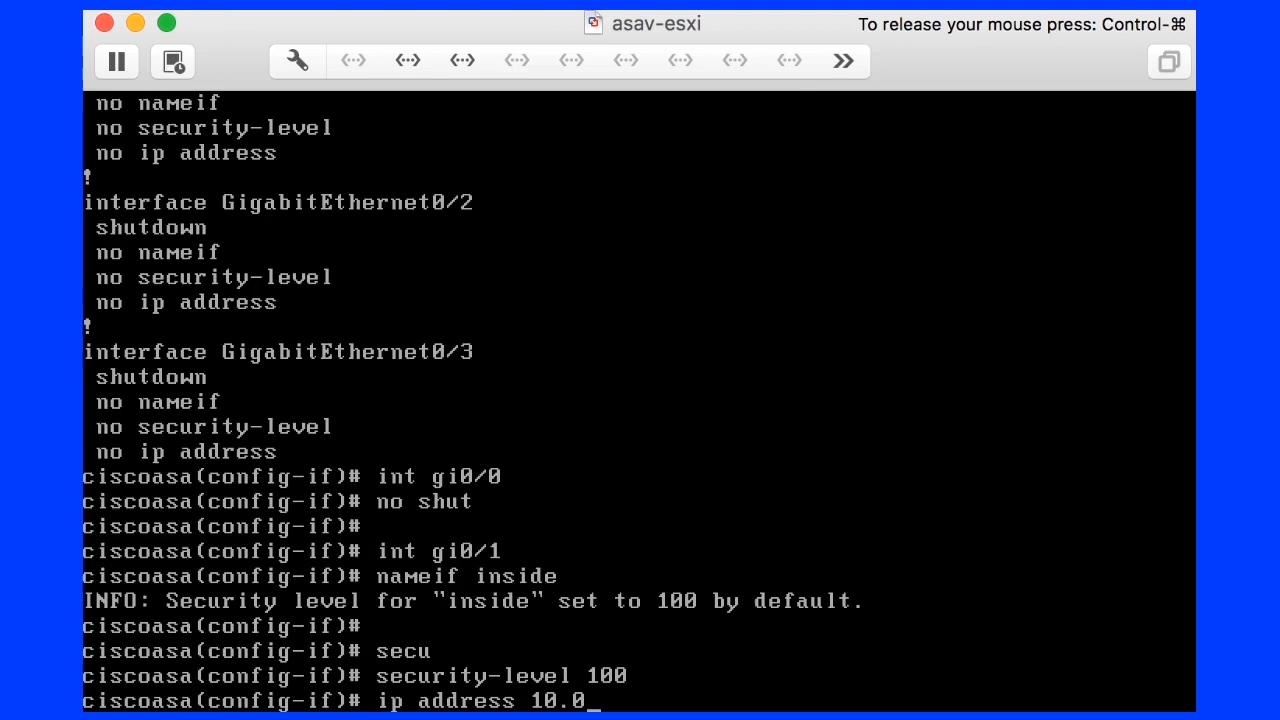 asav-esxi
To release your mouse press: Control-⌘
no nameif
no security-level
no ip address
!
interface GigabitEthernet0/2
shutdown
no nameif
no security-level
no ip address
!
interface GigabitEthernet0/3
shutdown
no nameif
no security-level
no ip address
ciscoasa(config-if)# int gi0/0
ciscoasa(config-if)# no shut
ciscoasa(config-if)#
ciscoasa(config-if)# int gi0/1
ciscoasa(config-if)# nameif inside
INFO: Security level for "inside" set to 100 by default.
ciscoasa(config-if)#
ciscoasa(config-if)# secu
ciscoasa(config-if)# security-level 100
ciscoasa(config-if)# ip address 10.0_